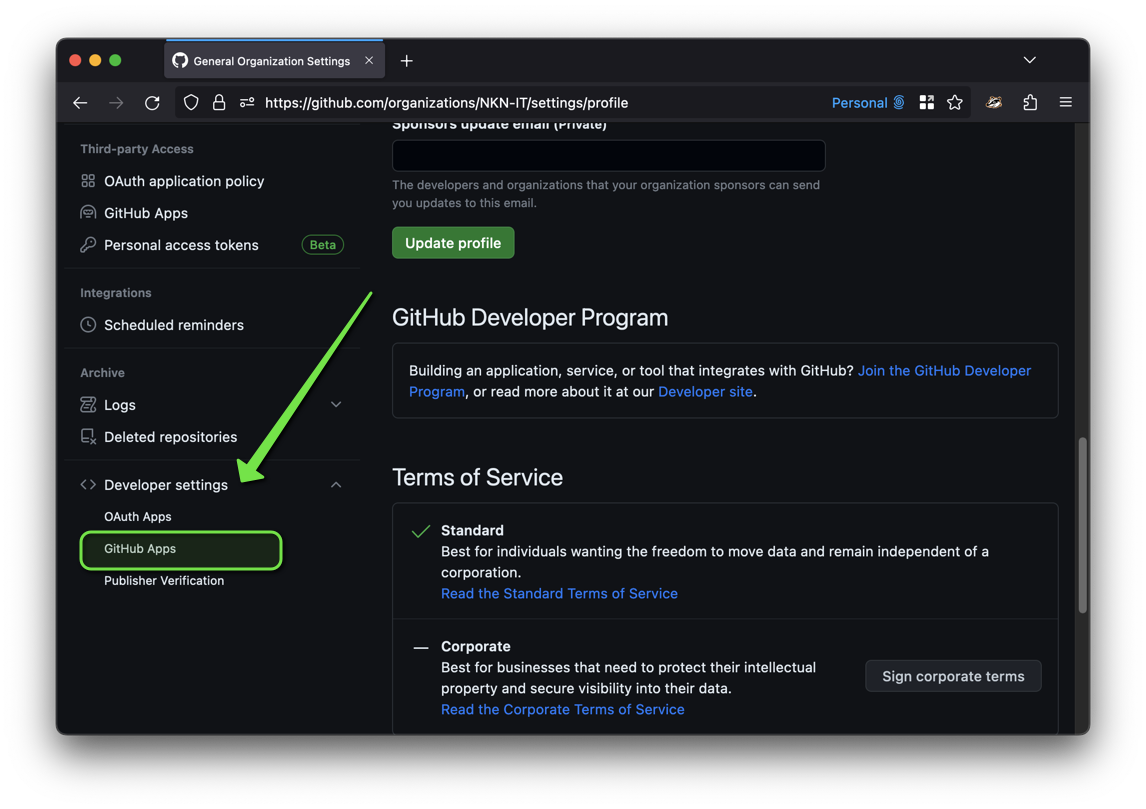 General Organization Settings
https://github.com/organizations/NKN-IT/settings/profile
Personal
Third-party Access
OAuth application policy
GitHub Apps
Personal access tokens
Beta
Integrations
Scheduled reminders
Archive
Logs
Deleted repositories
Developer settings
OAuth Apps
GitHub Apps
Publisher Verification
Sponsors update email (Private)
The developers and organizations that your organization sponsors can send
you updates to this email.
Update profile
GitHub Developer Program
Building an application, service, or tool that integrates with GitHub? Join the GitHub Developer
Program, or read more about it at our Developer site.
Terms of Service
Standard
Best for individuals wanting the freedom to move data and remain independent of a
corporation.
Read the Standard Terms of Service
Corporate
Best for businesses that need to protect their intellectual
property and secure visibility into their data.
Read the Corporate Terms of Service
Sign corporate terms